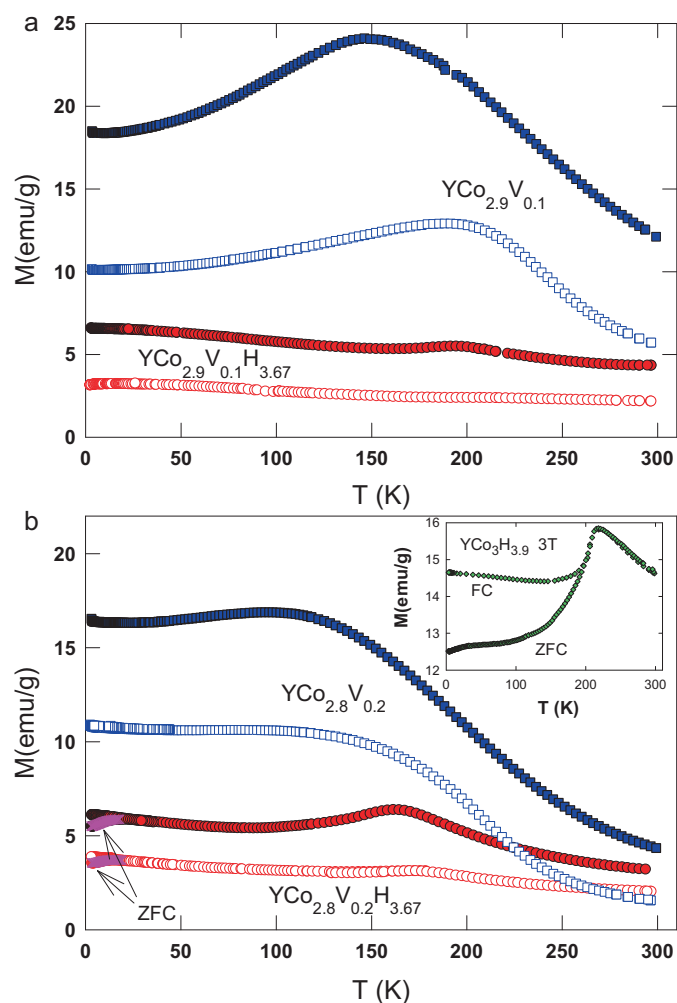 a
25
20
15
10
5
0
M(emu/g)
YCo2.9V0.1
YCo2.9V0.1H3.67
0 50 100 150 200 250 300
T (K)
b
20
15
10
5
0
M(emu/g)
YCo2.8V0.2
YCo2.8V0.2H3.67
ZFC
0 50 100 150 200 250 300
T (K)
16
15
14
13
12
M(emu/g)
YCo3H3.9 3T
FC
ZFC
0 100 200 300
T (K)